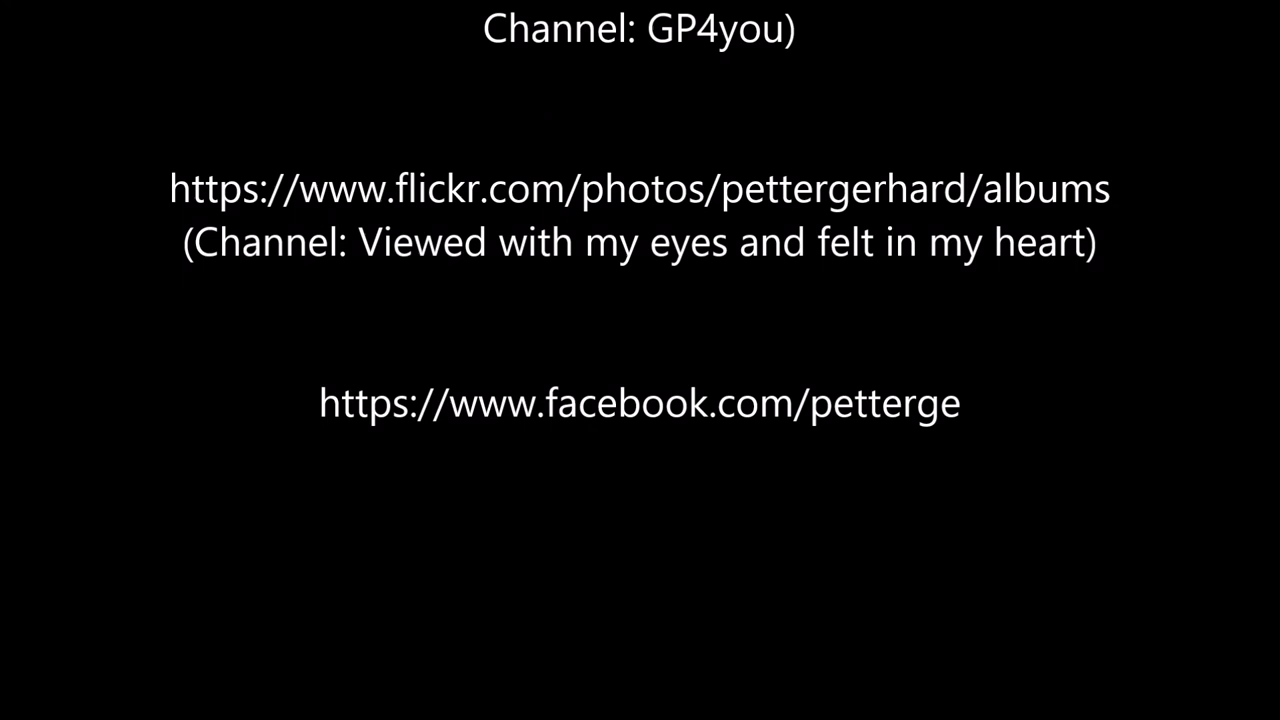 Channel: GP4you)
https://www.flickr.com/photos/pettergerhard/albums
(Channel: Viewed with my eyes and felt in my heart)
https://www.facebook.com/petterge